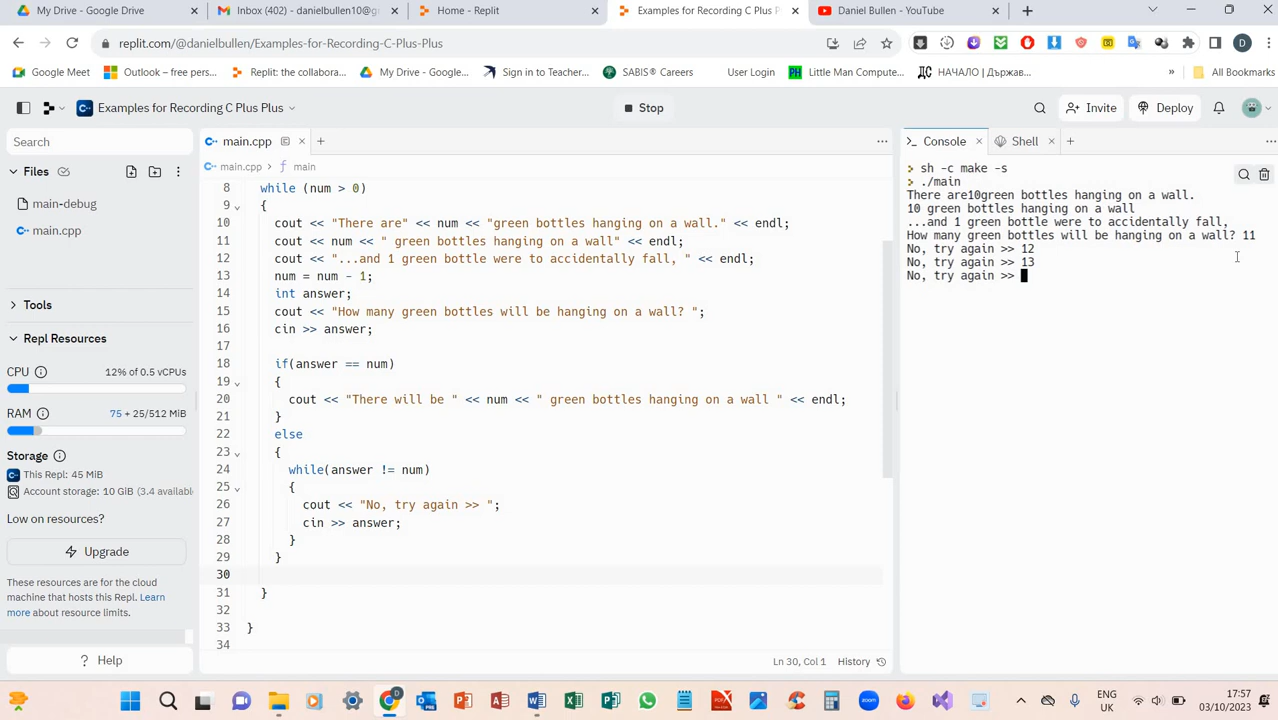 My Drive - Google Drive
Inbox (402) - danielbullen10@g
Home - Replit
Examples for Recording C-Plus P
Daniel Bullen - YouTube
replit.com/@danielbullen/Examples-for-Recording-C-Plus-Plus
Google Meet
Outlook – free pers...
Replit: the collabora...
My Drive - Google...
Sign in to Teacher...
SABIS® Careers
User Login
Little Man Compute...
НАЧАЛО | Държав...
»
All Bookmarks
Examples for Recording C Plus Plus
Stop
Invite
Deploy
Search
Files
main-debug
main.cpp
Tools
Repl Resources
CPU
12% of 0.5 vCPUs
RAM
75 + 25/512 MiB
Storage
This Repl: 45 MiB
Account storage: 10 GiB (3.4 available
Low on resources?
Upgrade
These resources are for the cloud
machine that hosts this Repl. Learn
more about resource limits.
Help
main.cpp
main.cpp
main
8 while (num > 0)
9 {
10 cout << "There are" << num << "green bottles hanging on a wall." << endl;
11 cout << num << " green bottles hanging on a wall" << endl;
12 cout << "...and 1 green bottle were to accidentally fall, " << endl;
13 num = num - 1;
14 int answer;
15 cout << "How many green bottles will be hanging on a wall? ";
16 cin >> answer;
17
18 if(answer == num)
19 {
20 cout << "There will be " << num << " green bottles hanging on a wall " << endl;
21 }
22 else
23 {
24 while(answer != num)
25 {
26 cout << "No, try again >> ";
27 cin >> answer;
28 }
29 }
30
31 }
32
33 }
34
Ln 30, Col 1
History
Console
Shell
sh -c make -s
./main
There are10green bottles hanging on a wall.
10 green bottles hanging on a wall
...and 1 green bottle were to accidentally fall,
How many green bottles will be hanging on a wall? 11
No, try again >> 12
No, try again >> 13
No, try again >>
ENG
UK
17:57
03/10/2023